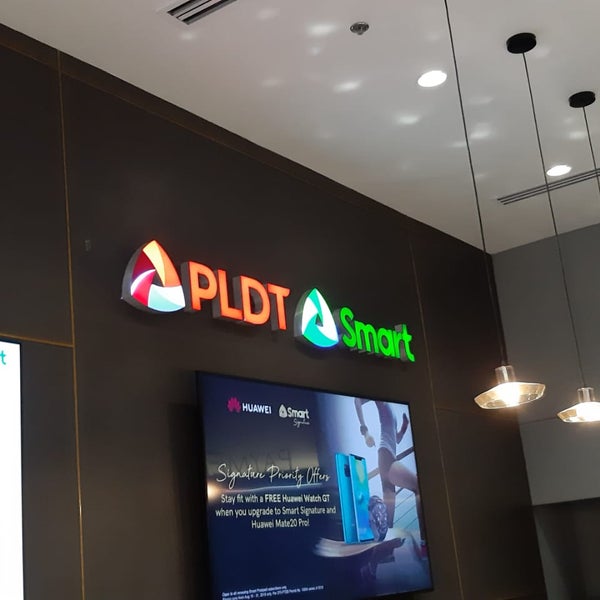 PLDT Smart
HUAWEI Smart
Signature
Signature Priority Offers
Stay fit with a FREE Huawei Watch GT
when you upgrade to Smart Signature and
Huawei Mate20 Pro!